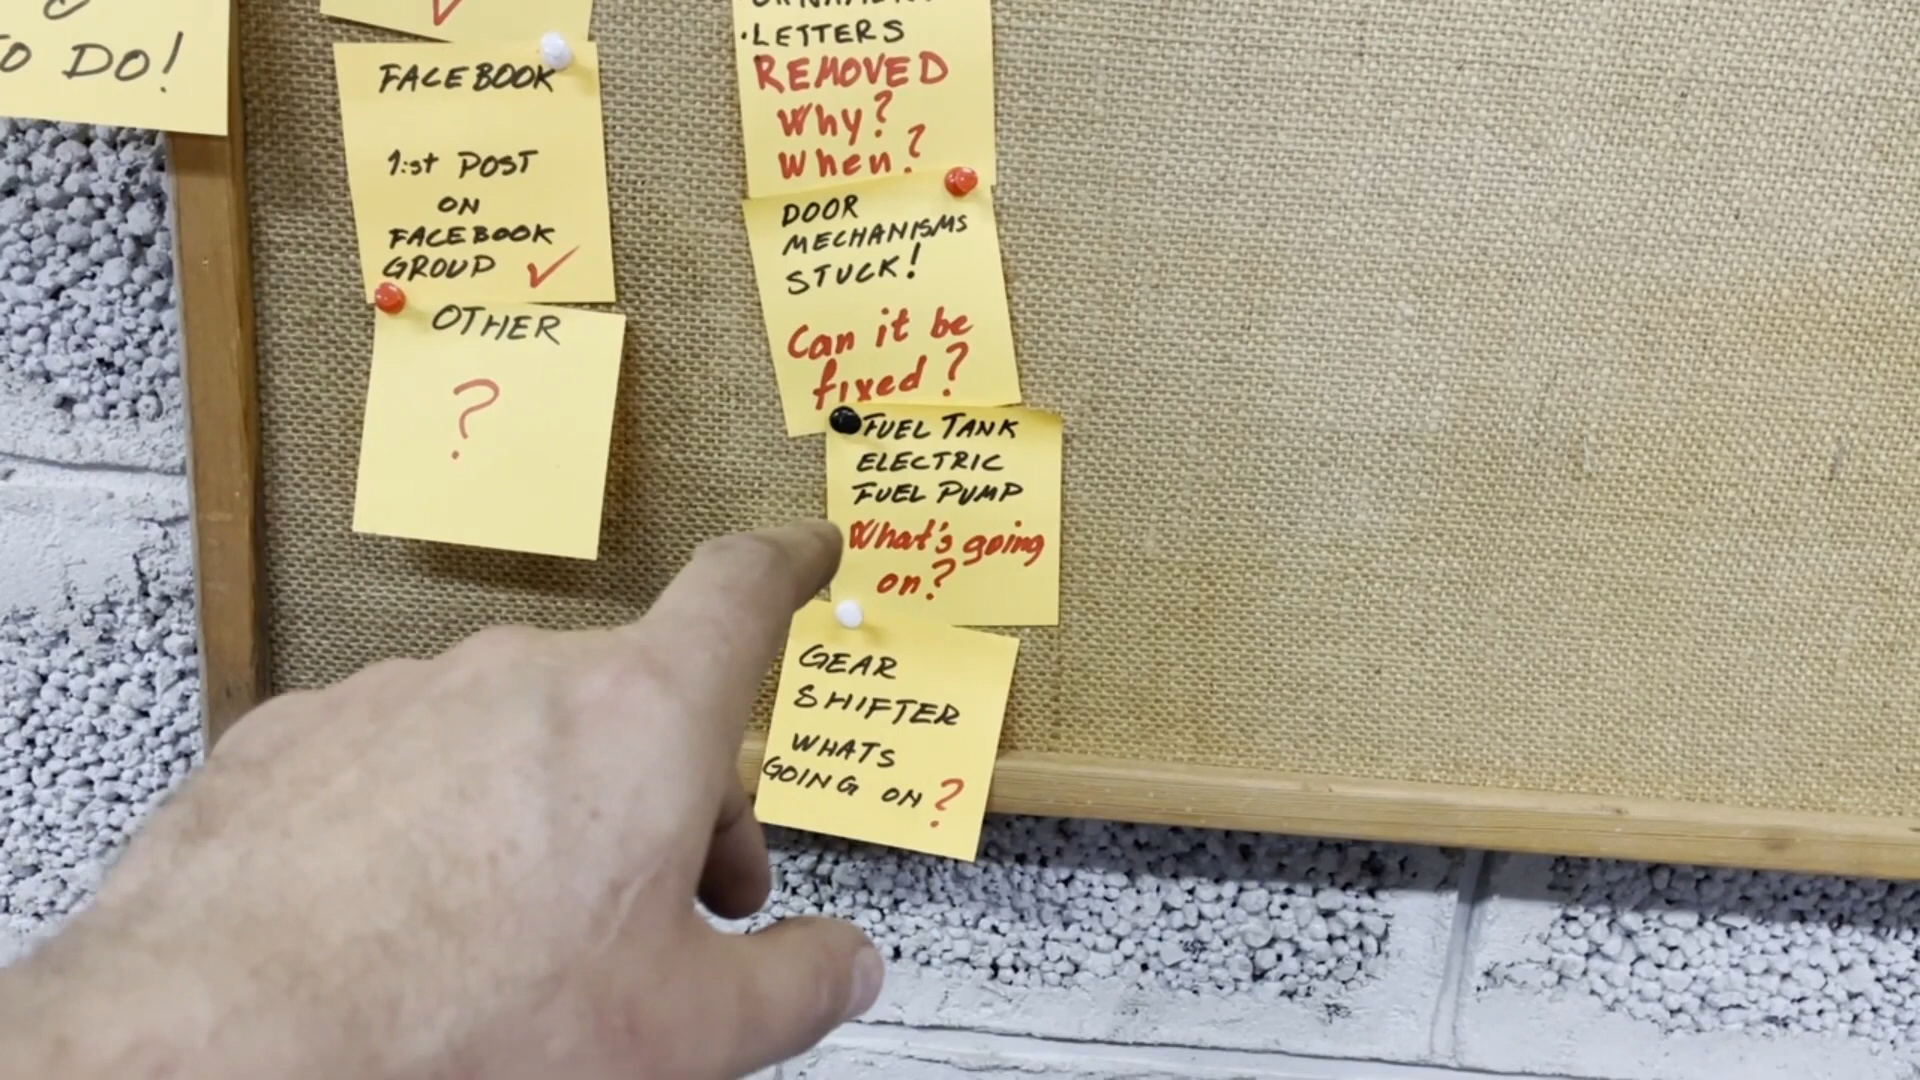 TO DO!
FACEBOOK
1:st POST
ON
FACEBOOK
GROUP ✓
OTHER
?
•LETTERS
REMOVED
Why?
When?
DOOR
MECHANISMS
STUCK!
Can it be
fixed?
FUEL TANK
ELECTRIC
FUEL PUMP
What's going
on?
GEAR
SHIFTER
WHATS
GOING ON?